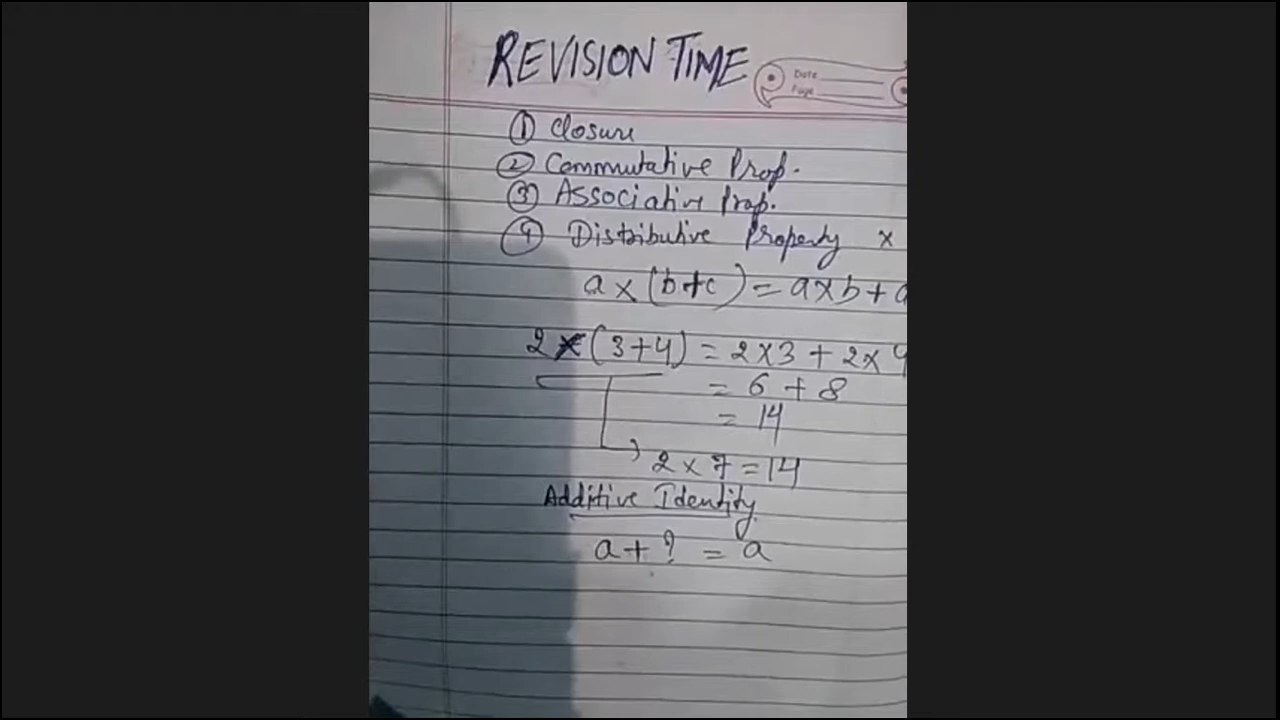 REVISION TIME
Date
Page
① Closure
② Commutative Prop.
③ Associative Prop.
④ Distributive Property ×
a × (b+c) = a×b +
2 × (3+4) = 2×3 + 2×4
= 6 + 8
= 14
2 × 7 = 14
Additive Identity
a + ? = a